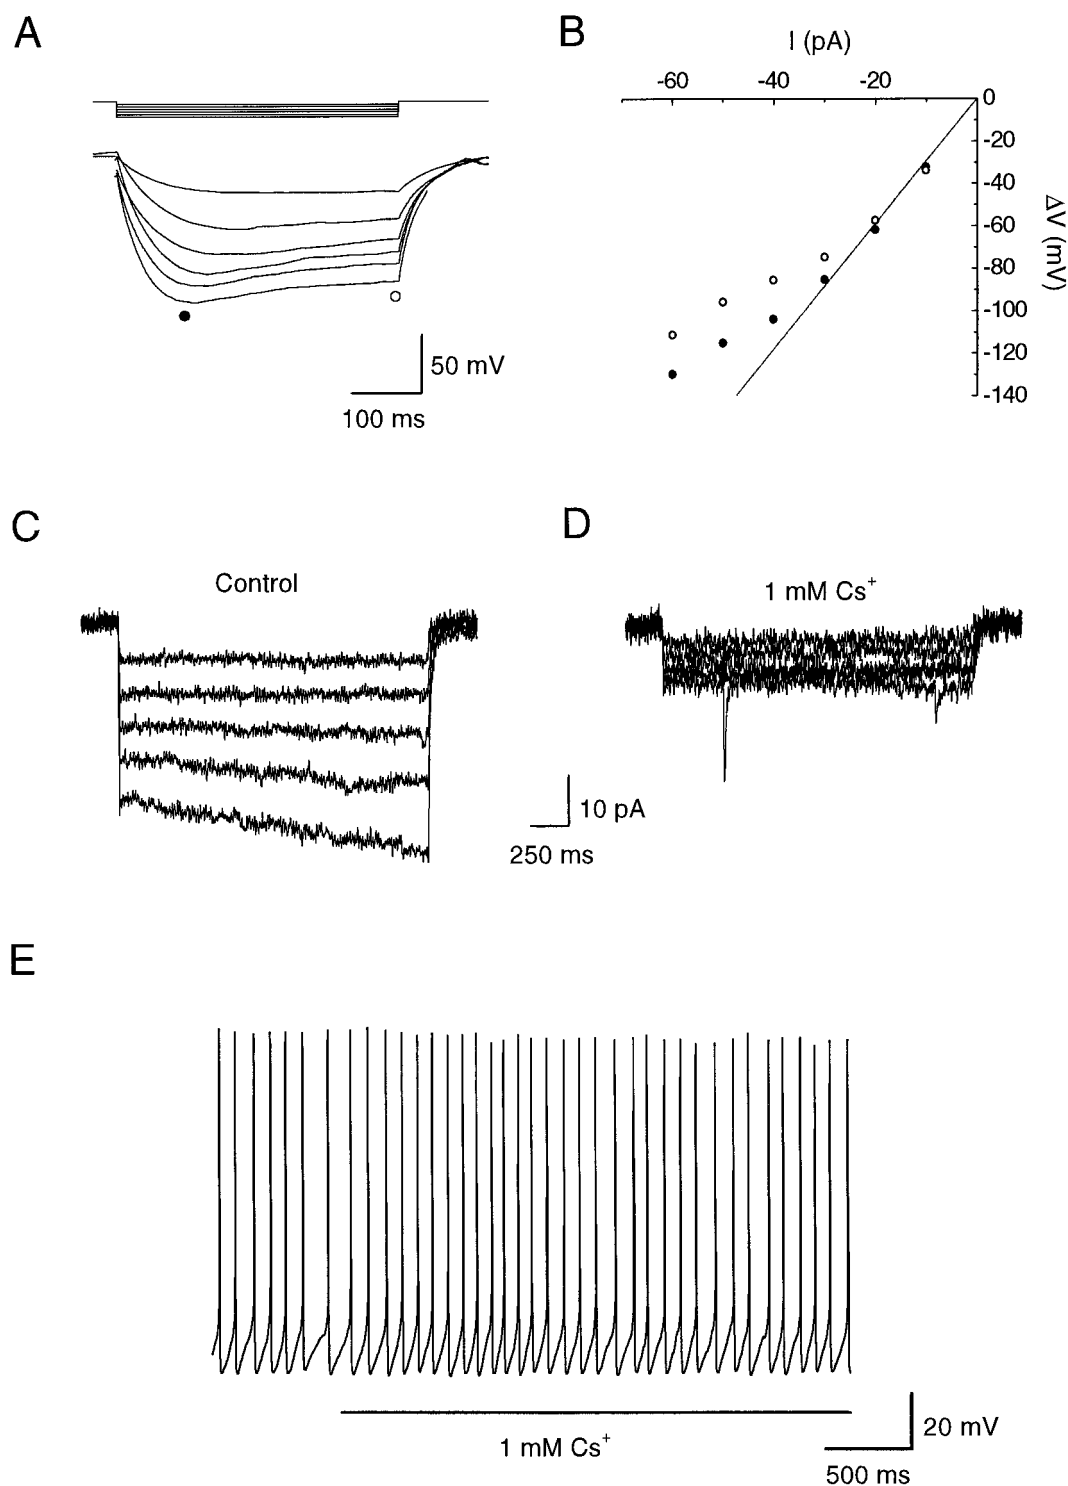 A
50 mV
100 ms
B
I (pA)
-60 -40 -20
0
-20
-40
-60
-80
-100
-120
-140
ΔV (mV)
C
Control
10 pA
250 ms
D
1 mM Cs⁺
E
1 mM Cs⁺
20 mV
500 ms